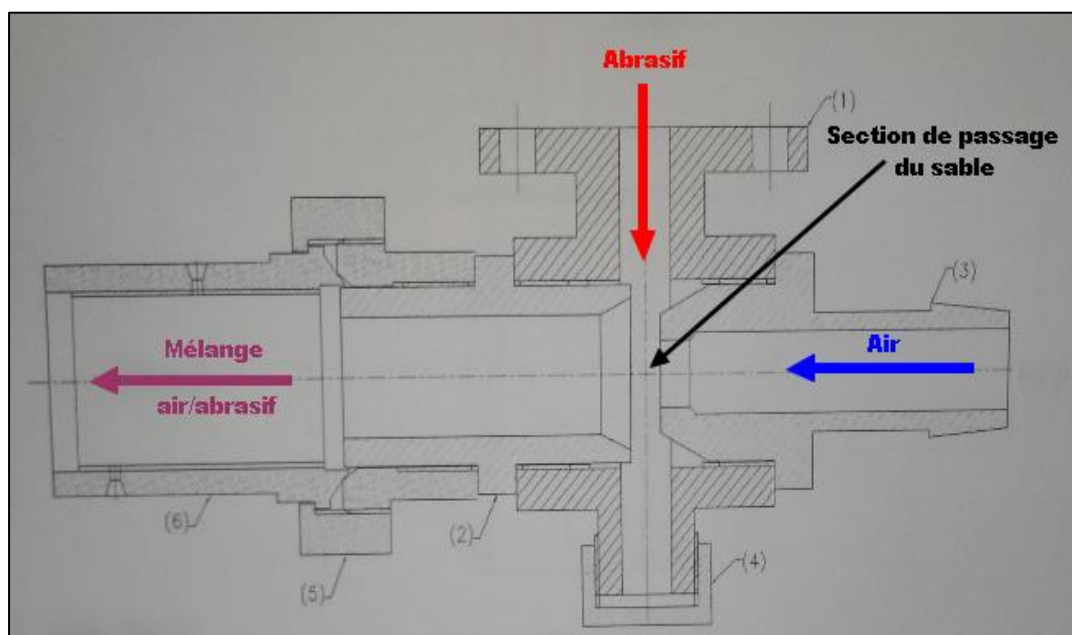 Abrasif
(1)
Section de passage
du sable
(3)
Mélange
air/abrasif
Air
(6)
(2)
(5)
(4)